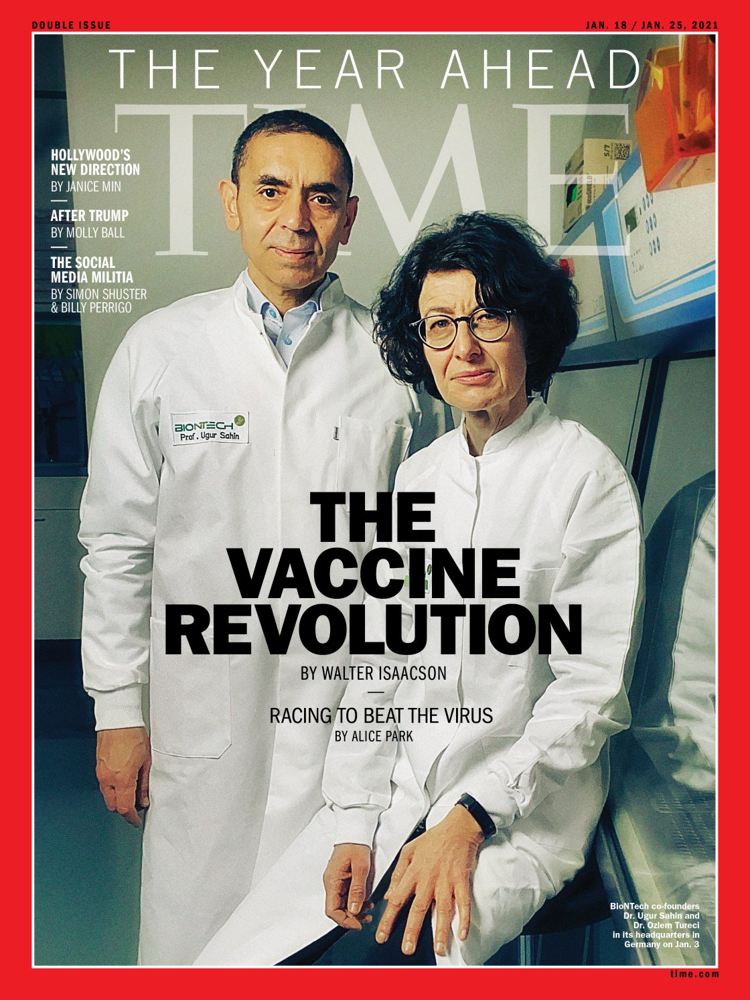 DOUBLE ISSUE
JAN. 18 / JAN. 25, 2021
THE YEAR AHEAD
TIME
HOLLYWOOD'S
NEW DIRECTION
BY JANICE MIN
AFTER TRUMP
BY MOLLY BALL
THE SOCIAL
MEDIA MILITIA
BY SIMON SHUSTER
& BILLY PERRIGO
5/7
ecoSHIELD
BIONTECH
Prof. Ugur Sahin
THE
VACCINE
REVOLUTION
BY WALTER ISAACSON
RACING TO BEAT THE VIRUS
BY ALICE PARK
BioNTech co-founders
Dr. Ugur Sahin and
Dr. Ozlem Tureci
in its headquarters in
Germany on Jan. 3
time.com